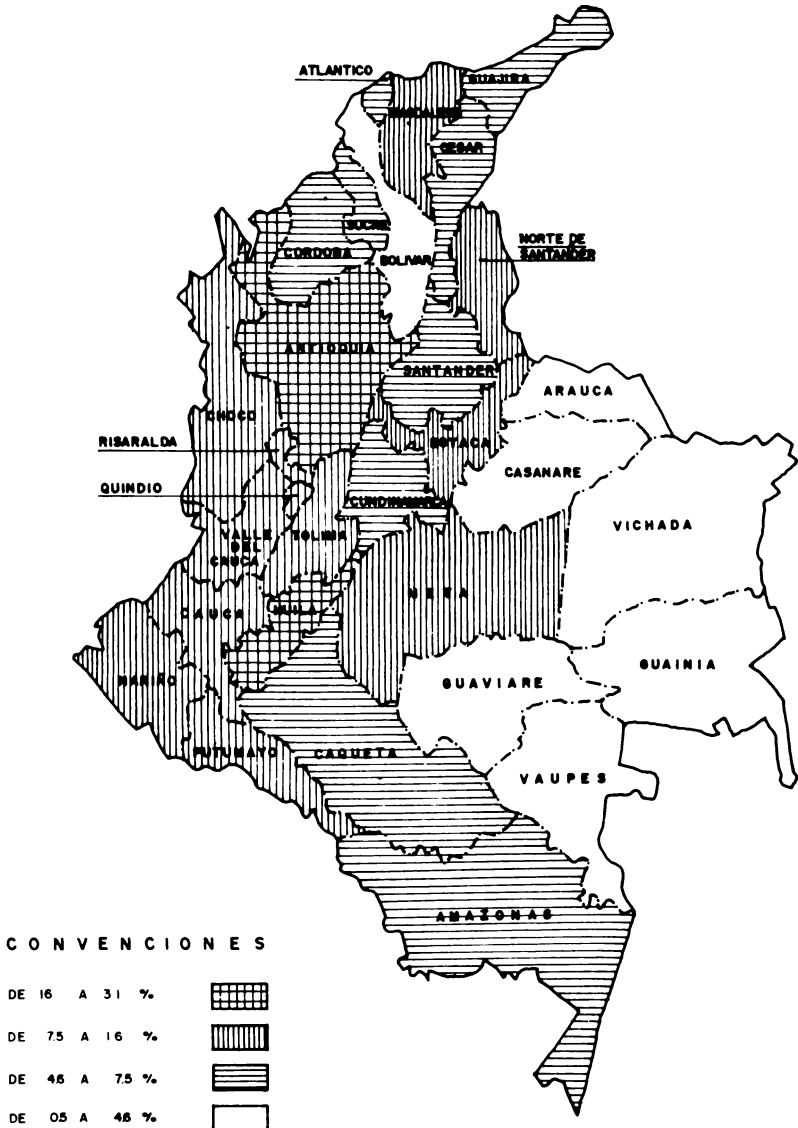 ATLANTICO
GUAJIRA
MAGDALENA
CESAR
SUCRE
NORTE DE
SANTANDER
CORDOBA
BOLIVAR
ANTIOQUIA
SANTANDER
ARAUCA
CHOCO
RISARALDA
BOYACA
CASANARE
QUINDIO
CUNDINAMARCA
VICHADA
VALLE
DEL
CAUCA
TOLIMA
META
CAUCA
HUILA
GUAINIA
NARIÑO
GUAVIARE
PUTUMAYO
CAQUETA
VAUPES
AMAZONAS
CONVENCIONES
DE 16 A 31 ‰
DE 7.5 A 16 ‰
DE 4.6 A 7.5 ‰
DE 0.5 A 4.6 ‰